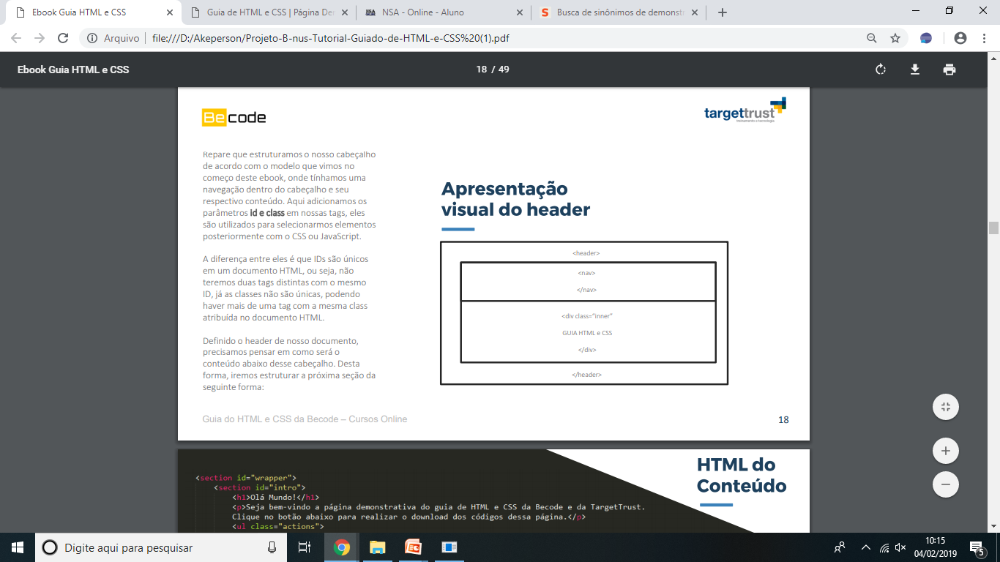 Ebook Guia HTML e CSS
Guia de HTML e CSS | Página De
NSA - Online - Aluno
Busca de sinônimos de demonst
Arquivo
file:///D:/Akeperson/Projeto-B-nus-Tutorial-Guiado-de-HTML-e-CSS%20(1).pdf
Ebook Guia HTML e CSS
18 / 49
Becode
targettrust
treinamento e tecnologia
Repare que estruturamos o nosso cabeçalho
de acordo com o modelo que vimos no
começo deste ebook, onde tínhamos uma
navegação dentro do cabeçalho e seu
respectivo conteúdo. Aqui adicionamos os
parâmetros id e class em nossas tags, eles
são utilizados para selecionarmos elementos
posteriormente com o CSS ou JavaScript.
A diferença entre eles é que IDs são únicos
em um documento HTML, ou seja, não
teremos duas tags distintas com o mesmo
ID, já as classes não são únicas, podendo
haver mais de uma tag com a mesma class
atribuída no documento HTML.
Definido o header de nosso documento,
precisamos pensar em como será o
conteúdo abaixo desse cabeçalho. Desta
forma, iremos estruturar a próxima seção da
seguinte forma:
Apresentação
visual do header
<header>
<nav>
</nav>
<div class="inner"
GUIA HTML e CSS
</div>
</header>
Guia do HTML e CSS da Becode – Cursos Online
18
HTML do
Conteúdo
<section id="wrapper">
<section id="intro">
<h1>Olá Mundo!</h1>
<p>Seja bem-vindo a página demonstrativa do guia de HTML e CSS da Becode e da TargetTrust.
Clique no botão abaixo para realizar o download dos códigos dessa página.</p>
<ul class="actions">
Digite aqui para pesquisar
10:15
04/02/2019
5